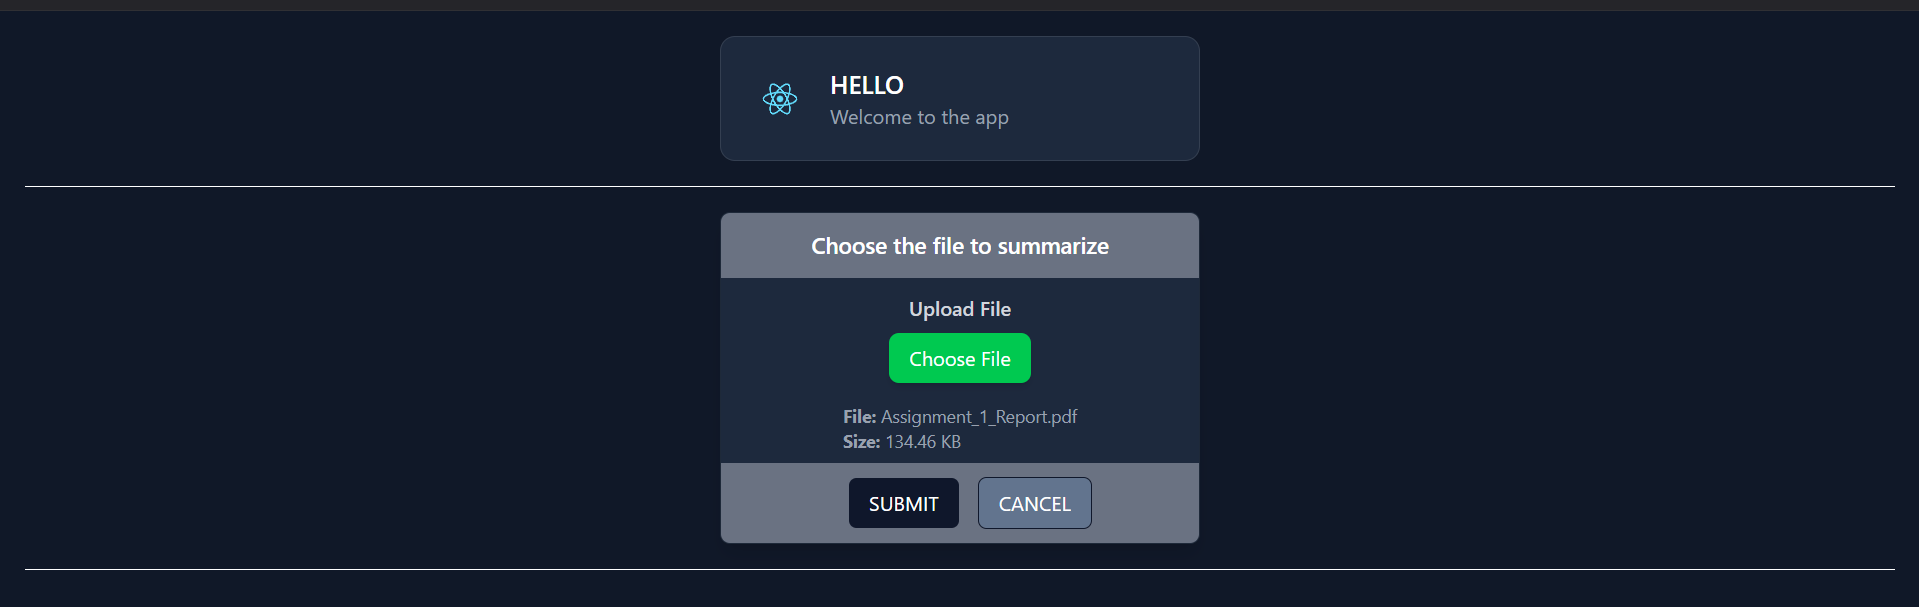 HELLO
Welcome to the app
Choose the file to summarize
Upload File
Choose File
File: Assignment_1_Report.pdf
Size: 134.46 KB
SUBMIT CANCEL